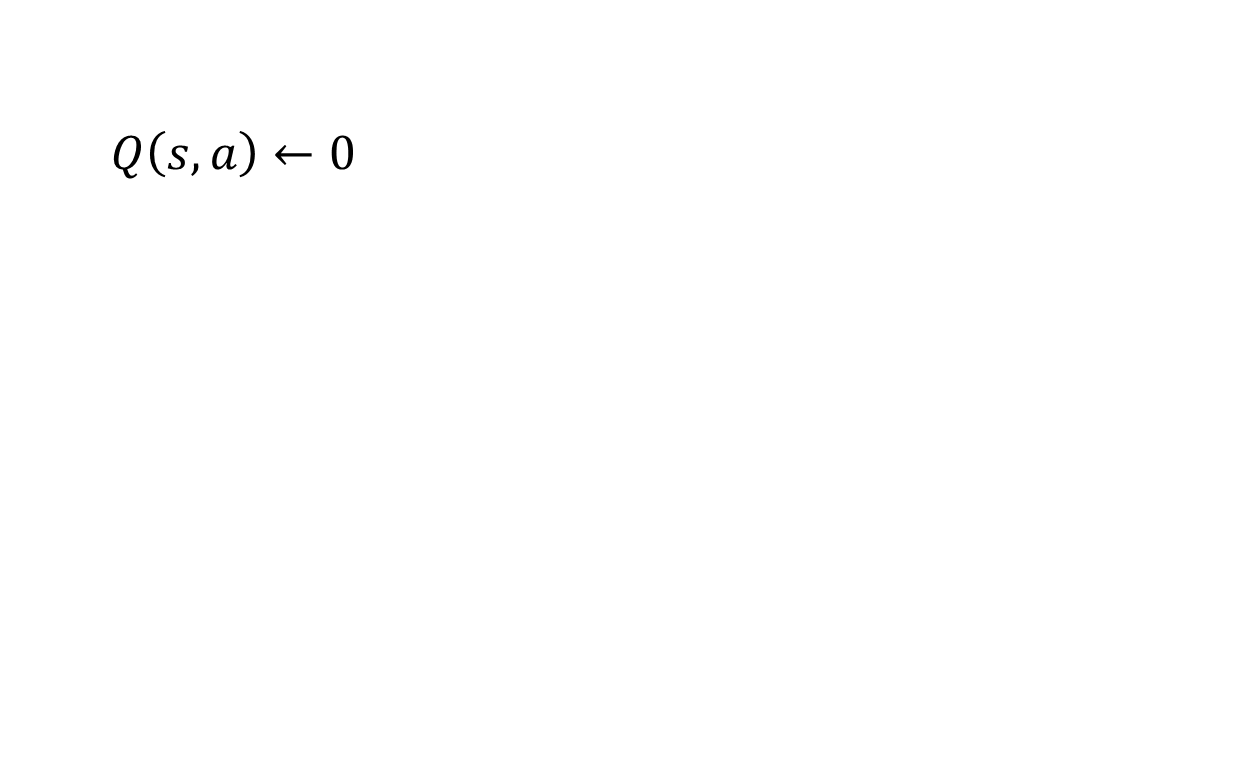 Q(s, a) ← 0